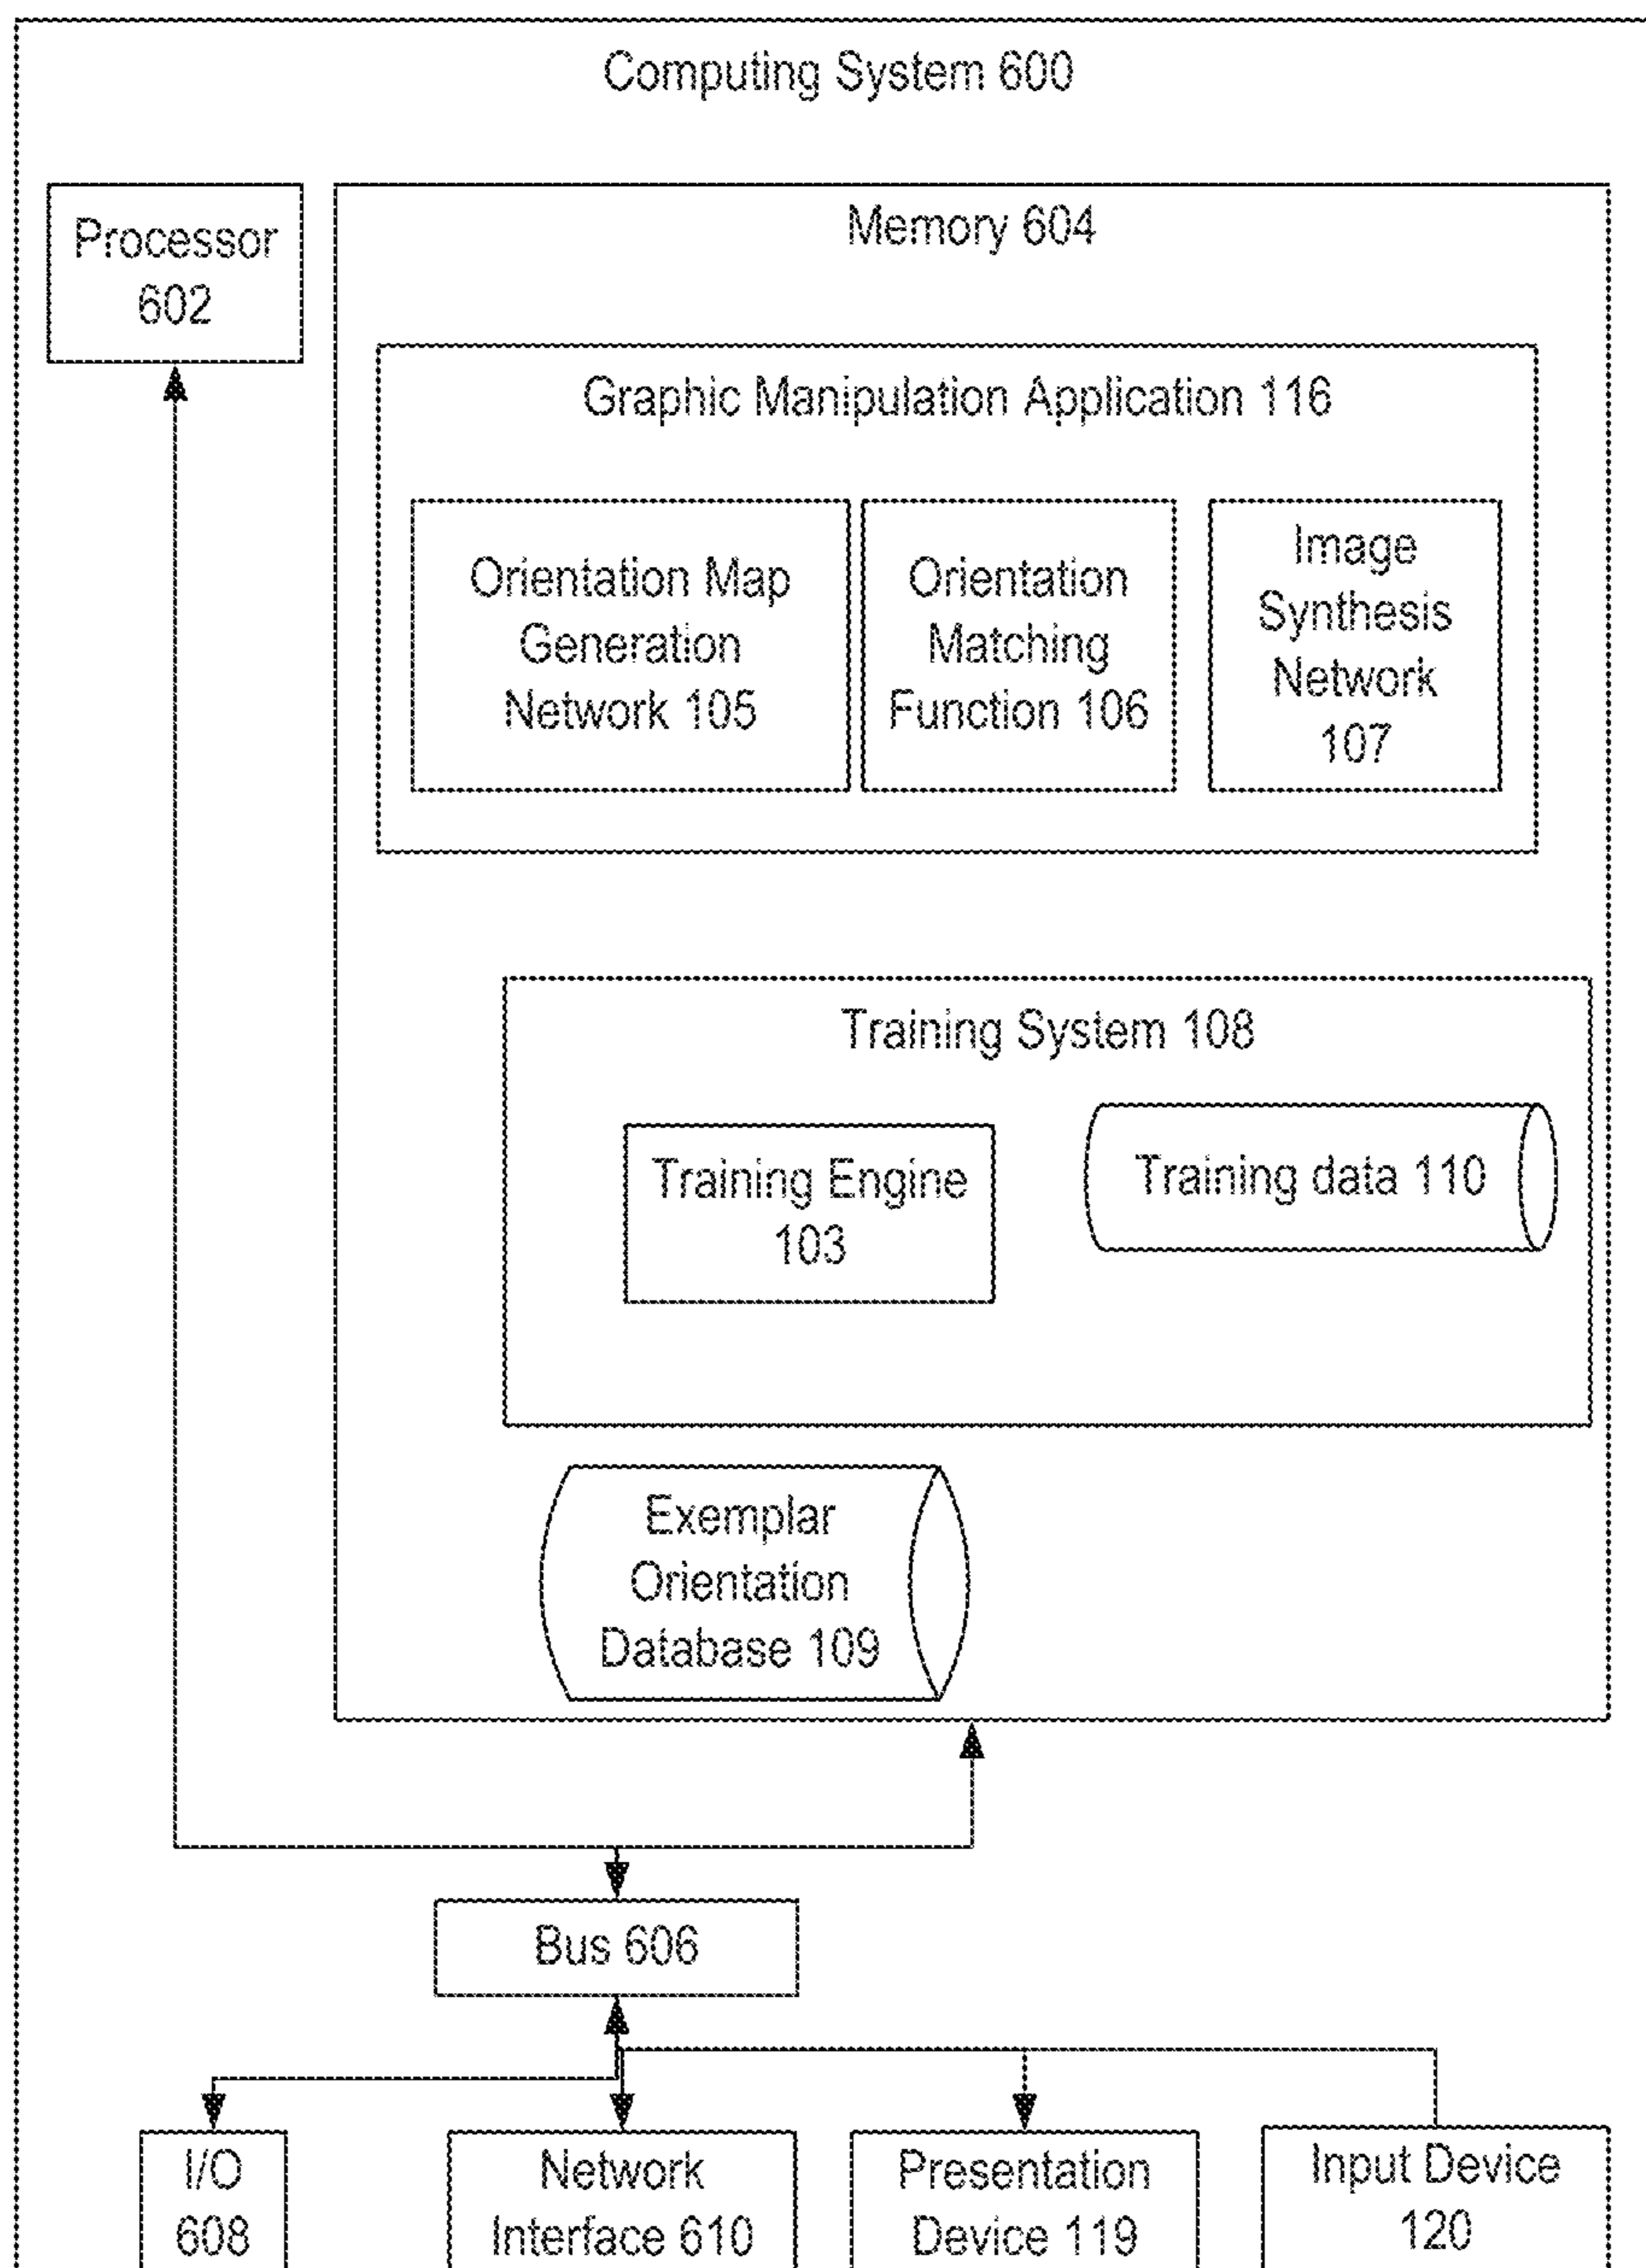 Computing System 600
Processor
602
Memory 604
Graphic Manipulation Application 116
Orientation Map
Generation
Network 105
Orientation
Matching
Function 106
Image
Synthesis
Network
107
Training System 108
Training Engine
103
Training data 110
Exemplar
Orientation
Database 109
Bus 606
I/O
608
Network
Interface 610
Presentation
Device 119
Input Device
120